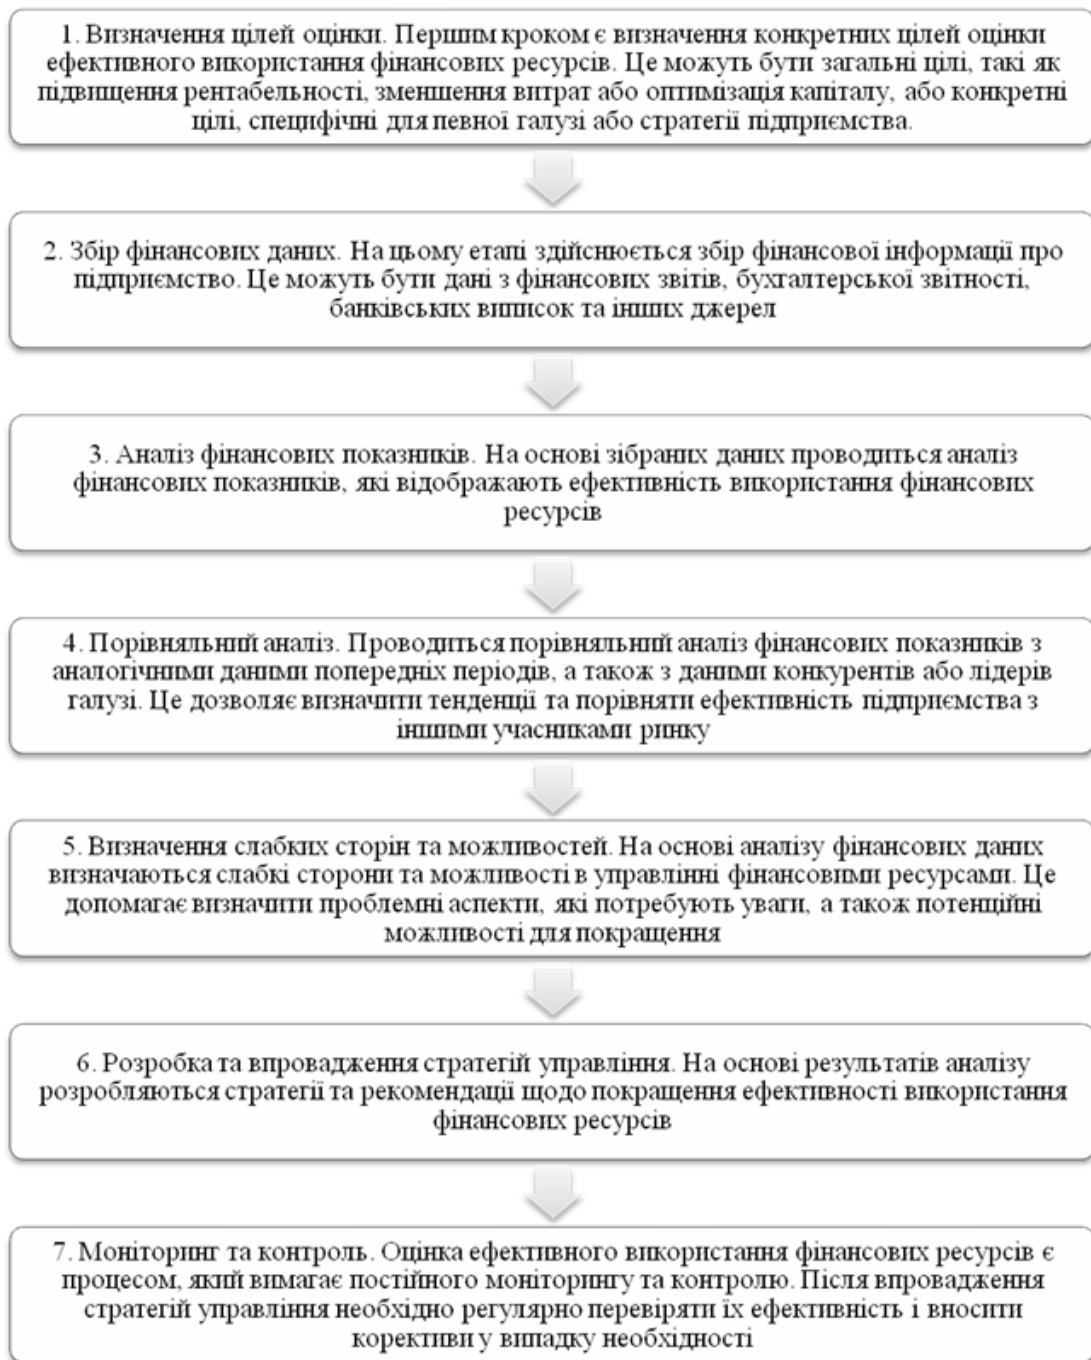 1. Визначення цілей оцінки. Першим кроком є визначення конкретних цілей оцінки
ефективного використання фінансових ресурсів. Це можуть бути загальні цілі, такі як
підвищення рентабельності, зменшення витрат або оптимізація капіталу, або конкретні
цілі, специфічні для певної галузі або стратегії підприємства.
2. Збір фінансових даних. На цьому етапі здійснюється збір фінансової інформації про
підприємство. Це можуть бути дані з фінансових звітів, бухгалтерської звітності,
банківських виписок та інших джерел
3. Аналіз фінансових показників. На основі зібраних даних проводиться аналіз
фінансових показників, які відображають ефективність використання фінансових
ресурсів
4. Порівняльний аналіз. Проводиться порівняльний аналіз фінансових показників з
аналогічними даними попередніх періодів, а також з даними конкурентів або лідерів
галузі. Це дозволяє визначити тенденції та порівняти ефективність підприємства з
іншими учасниками ринку
5. Визначення слабких сторін та можливостей. На основі аналізу фінансових даних
визначаються слабкі сторони та можливості в управлінні фінансовими ресурсами. Це
допомагає визначити проблемні аспекти, які потребують уваги, а також потенційні
можливості для покращення
6. Розробка та впровадження стратегій управління. На основі результатів аналізу
розробляються стратегії та рекомендації щодо покращення ефективності використання
фінансових ресурсів
7. Моніторинг та контроль. Оцінка ефективного використання фінансових ресурсів є
процесом, який вимагає постійного моніторингу та контролю. Після впровадження
стратегій управління необхідно регулярно перевіряти їх ефективність і вносити
корективи у випадку необхідності